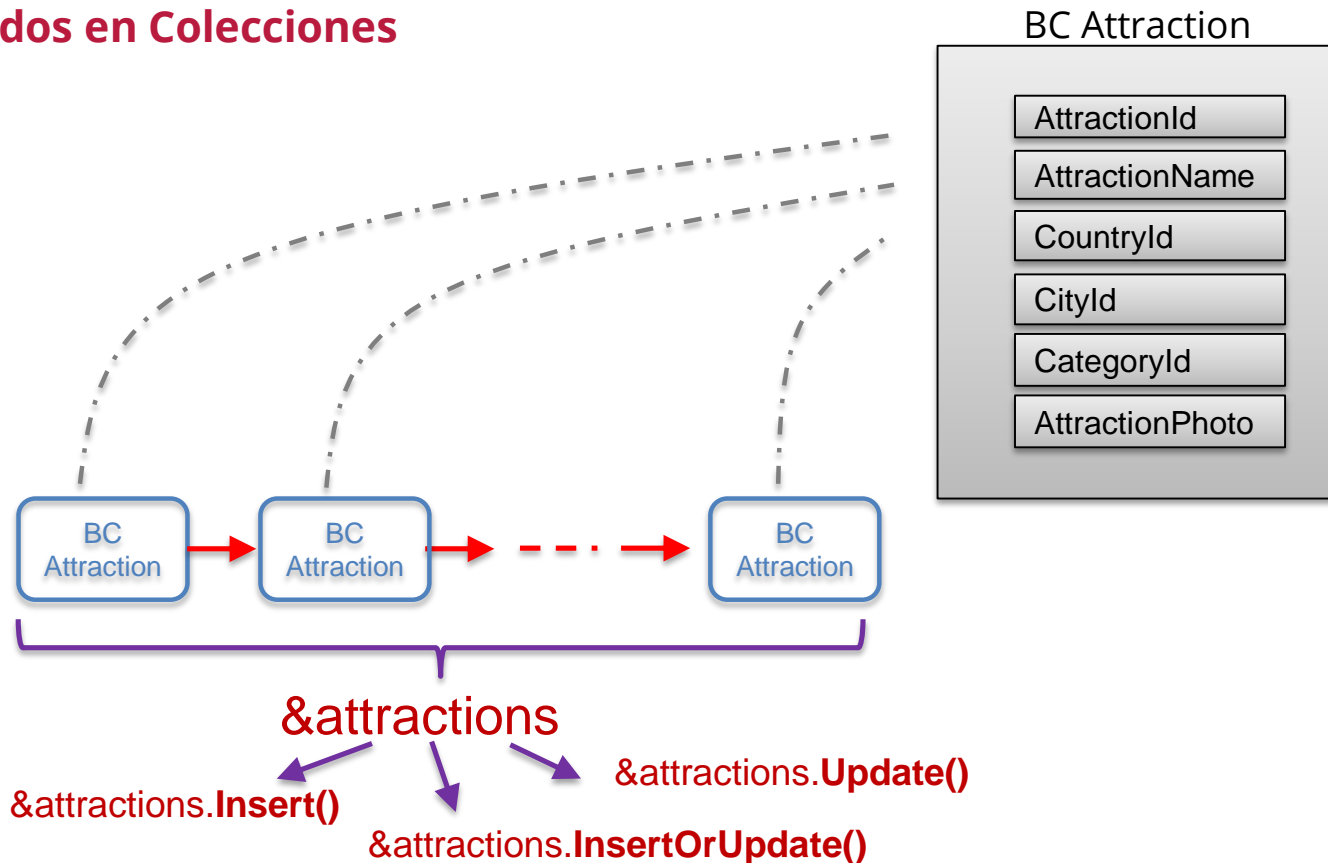 dos en Colecciones
BC Attraction
AttractionId
AttractionName
CountryId
CityId
CategoryId
AttractionPhoto
BC
Attraction
BC
Attraction
BC
Attraction
&attractions
&attractions.Update()
&attractions.Insert()
&attractions.InsertOrUpdate()